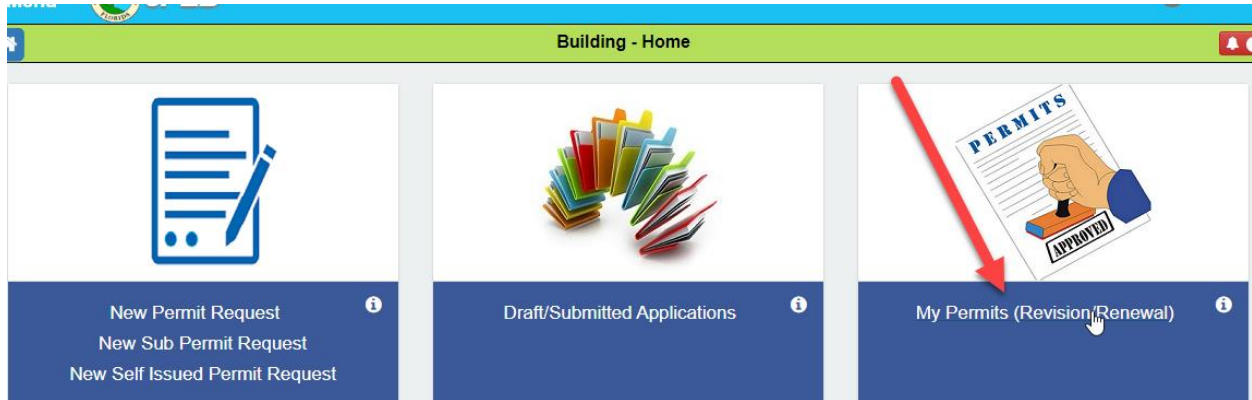 FLORIDA
Building - Home
PERMITS
APPROVED
New Permit Request
New Sub Permit Request
New Self Issued Permit Request
Draft/Submitted Applications
My Permits (Revision/Renewal)